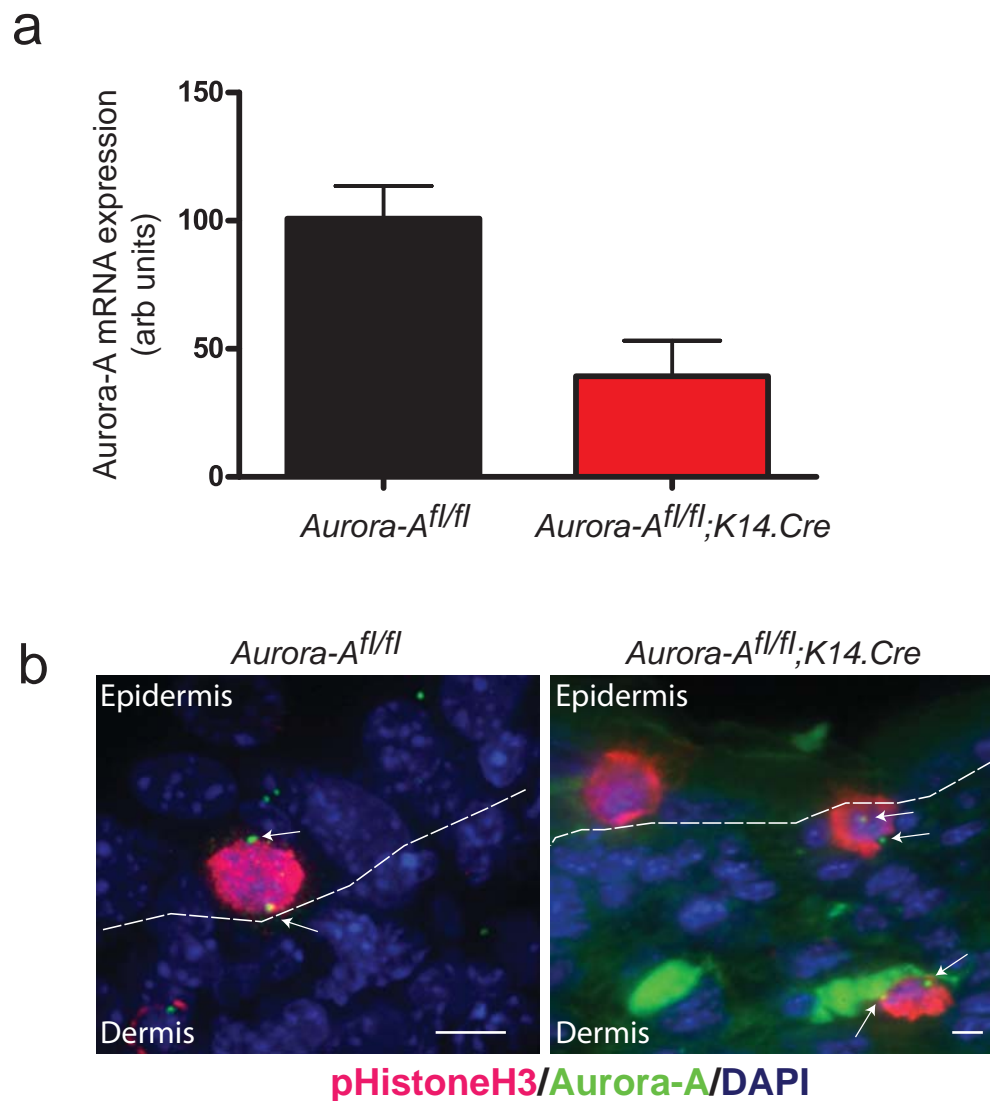 a
150
100
50
0
Aurora-A mRNA expression
(arb units)
Aurora-A^fl/fl
Aurora-A^fl/fl;K14.Cre
b
Aurora-A^fl/fl
Aurora-A^fl/fl;K14.Cre
Epidermis
Dermis
Epidermis
Dermis
pHistoneH3/Aurora-A/DAPI